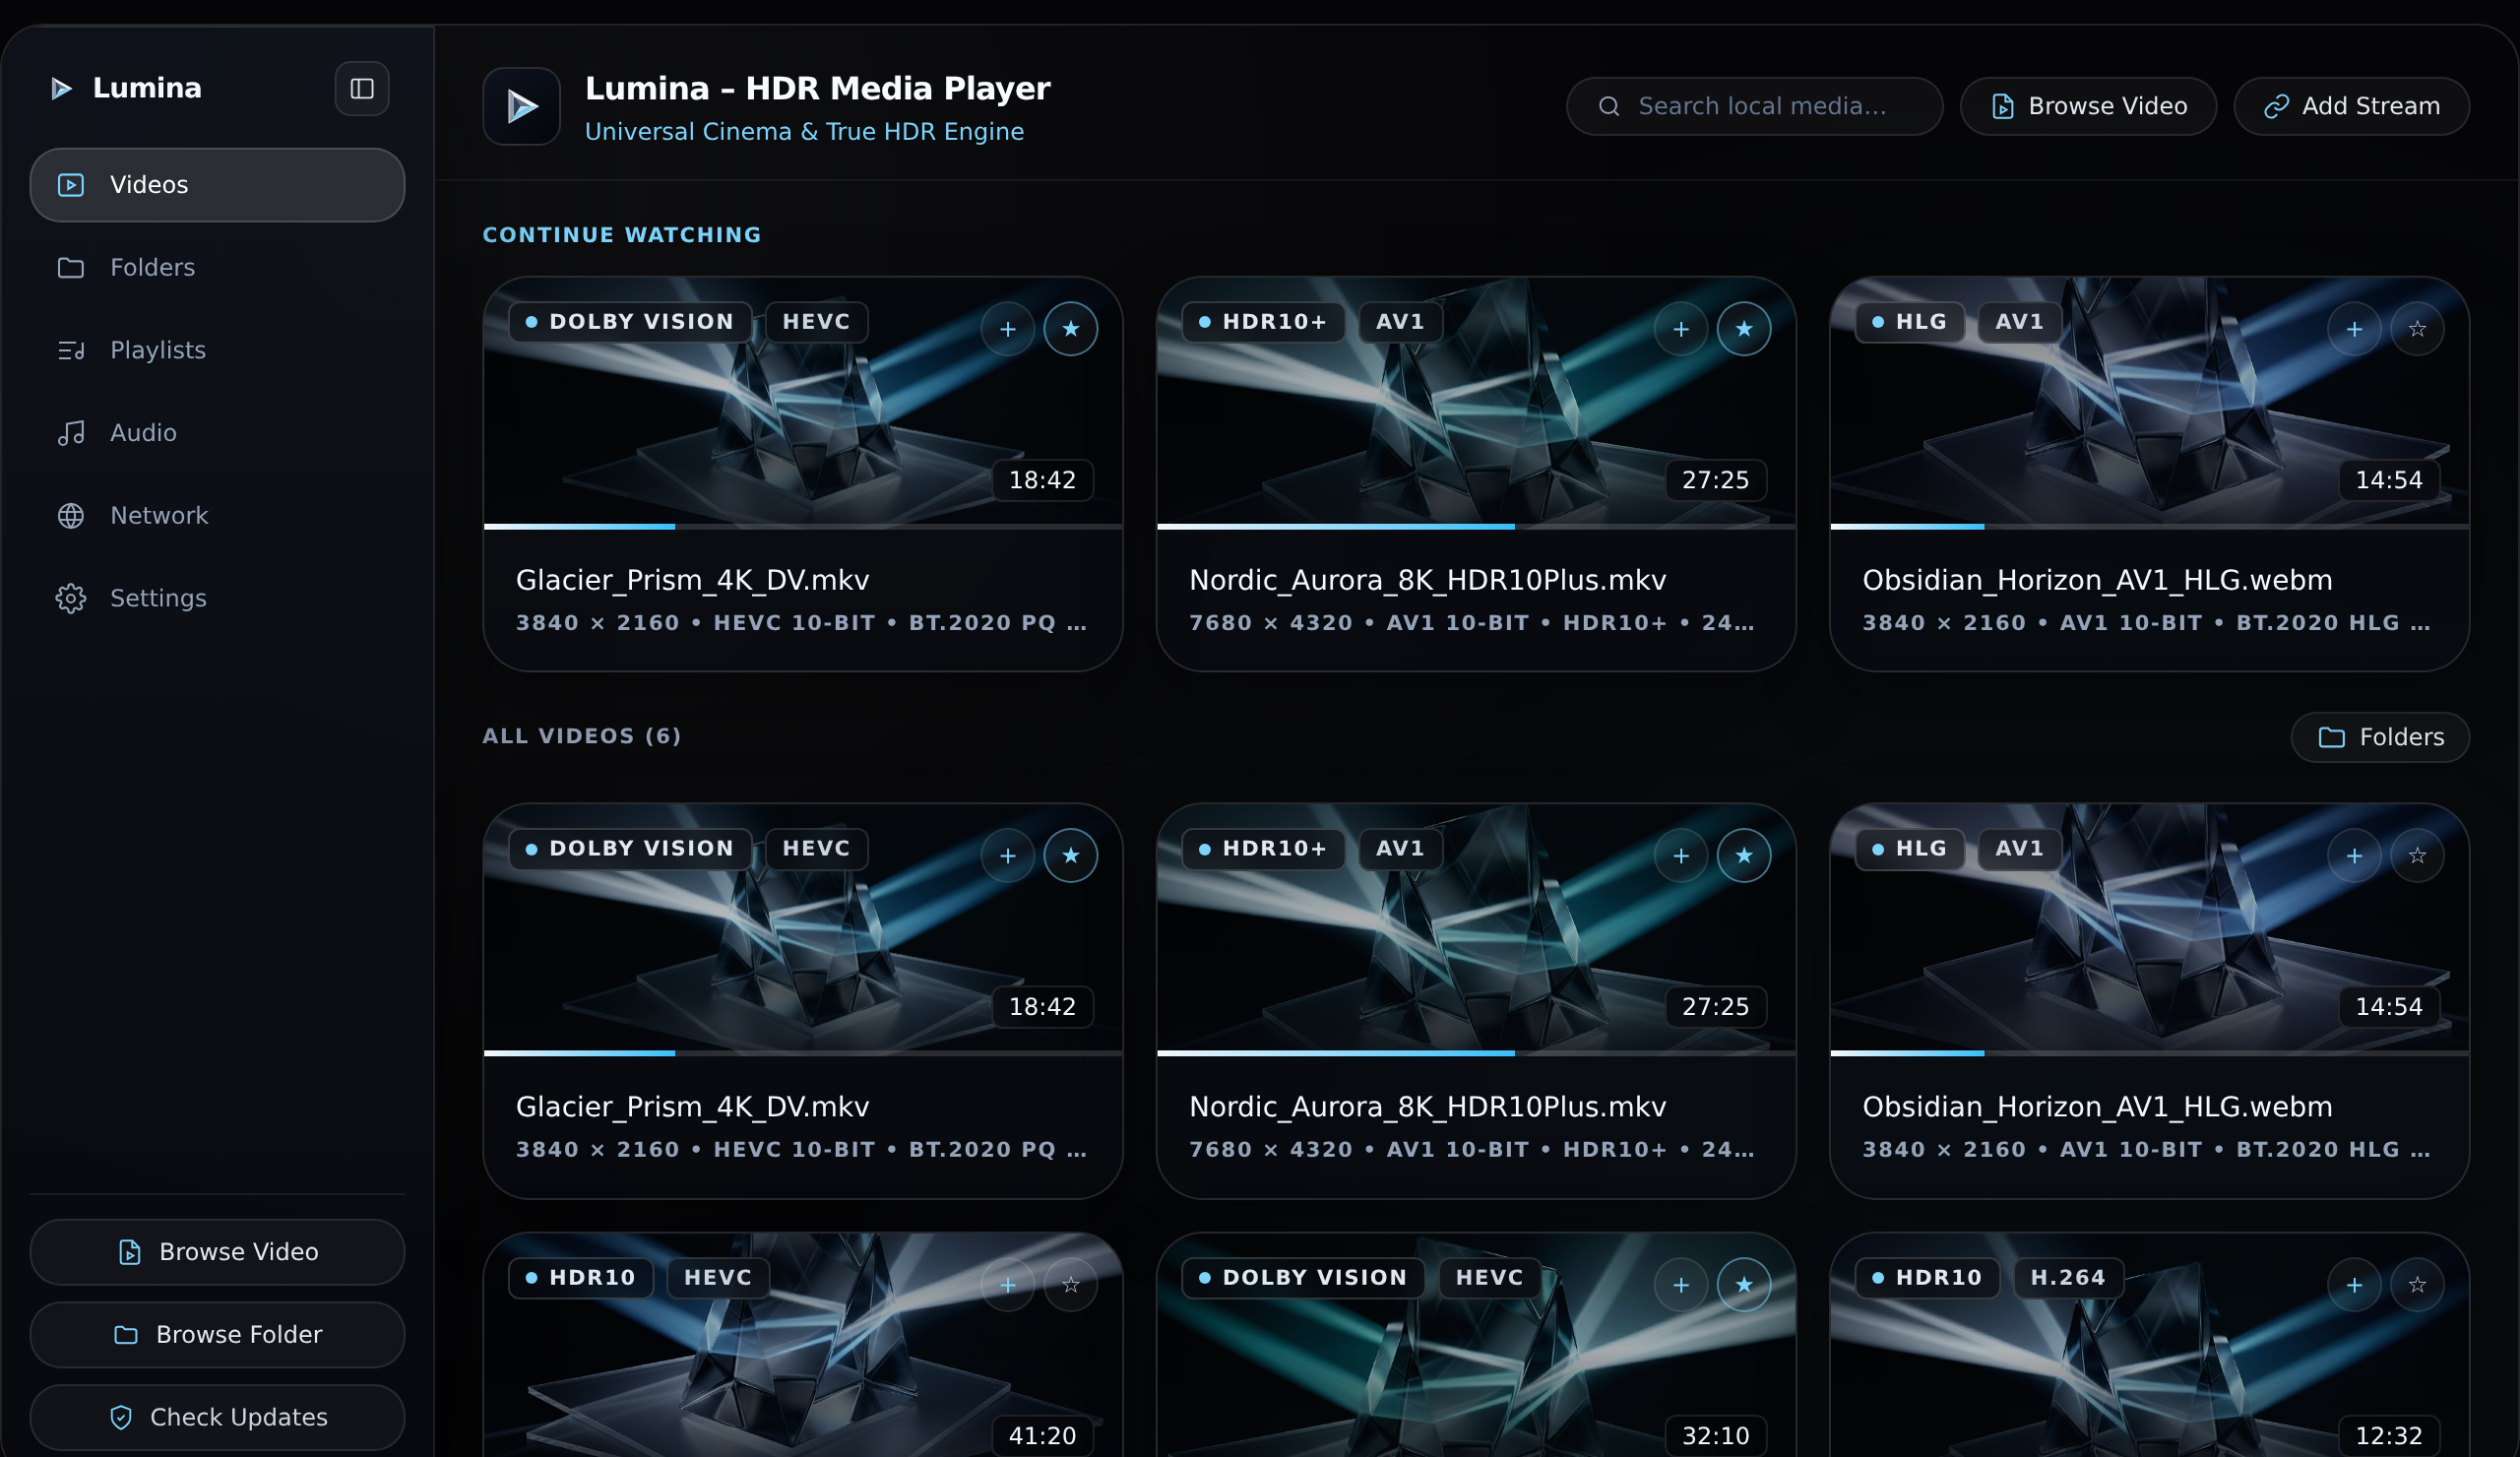 Lumina
Videos
Folders
Playlists
Audio
Network
Settings
Browse Video
Browse Folder
Check Updates
Lumina – HDR Media Player
Universal Cinema & True HDR Engine
Search local media...
Browse Video
Add Stream
CONTINUE WATCHING
DOLBY VISION HEVC
18:42
Glacier_Prism_4K_DV.mkv
3840 × 2160 • HEVC 10-BIT • BT.2020 PQ ...
HDR10+ AV1
27:25
Nordic_Aurora_8K_HDR10Plus.mkv
7680 × 4320 • AV1 10-BIT • HDR10+ • 24...
HLG AV1
14:54
Obsidian_Horizon_AV1_HLG.webm
3840 × 2160 • AV1 10-BIT • BT.2020 HLG ...
ALL VIDEOS (6)
Folders
DOLBY VISION HEVC
18:42
Glacier_Prism_4K_DV.mkv
3840 × 2160 • HEVC 10-BIT • BT.2020 PQ ...
HDR10+ AV1
27:25
Nordic_Aurora_8K_HDR10Plus.mkv
7680 × 4320 • AV1 10-BIT • HDR10+ • 24...
HLG AV1
14:54
Obsidian_Horizon_AV1_HLG.webm
3840 × 2160 • AV1 10-BIT • BT.2020 HLG ...
HDR10 HEVC
41:20
DOLBY VISION HEVC
32:10
HDR10 H.264
12:32